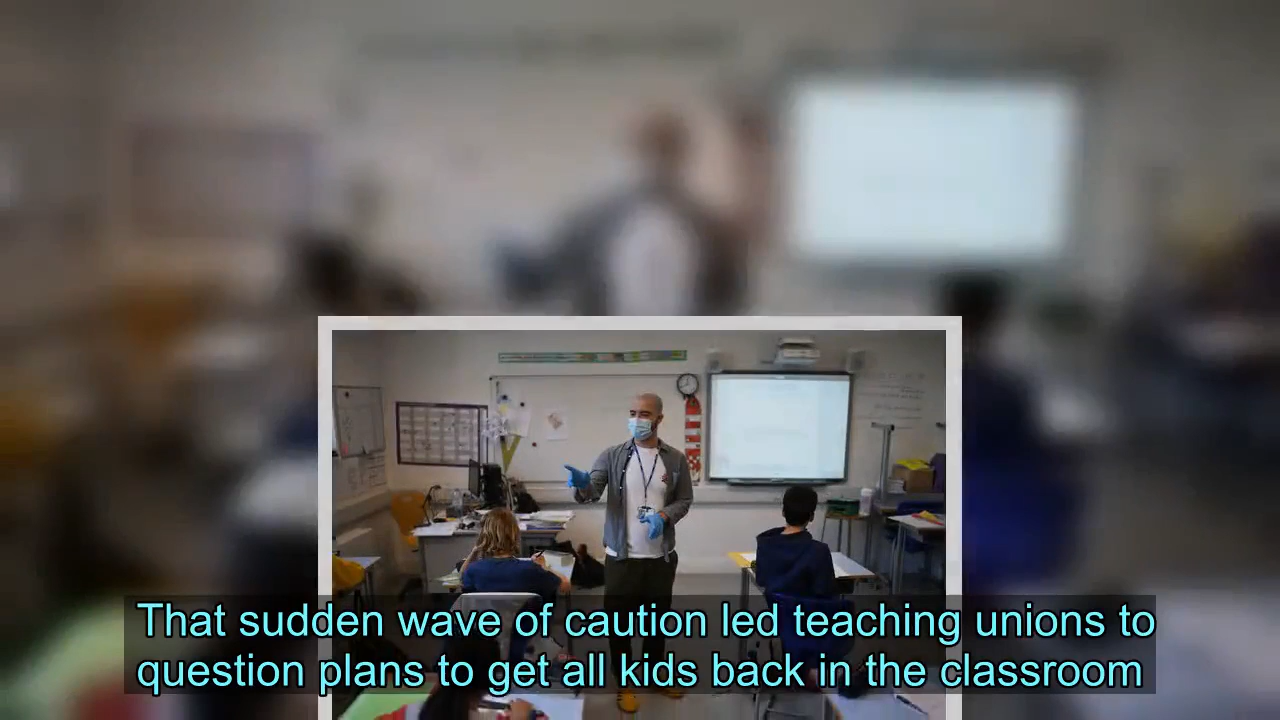 That sudden wave of caution led teaching unions to
question plans to get all kids back in the classroom